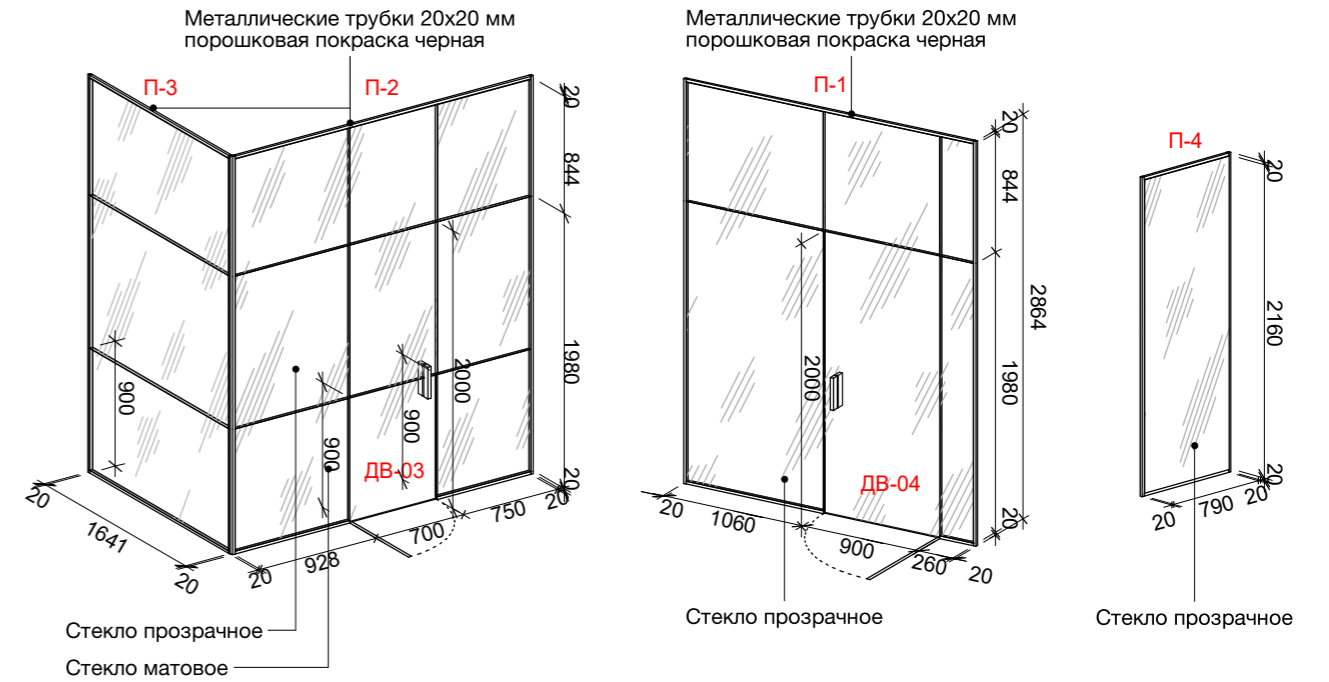 Металлические трубки 20х20 мм
порошковая покраска черная
П-3
П-2
20
844
1980
20
900
900
900
2000
ДВ-03
20
1641
20
20
928
700
750
20
Стекло прозрачное
Стекло матовое
Металлические трубки 20х20 мм
порошковая покраска черная
П-1
20
844
2864
1980
20
2000
ДВ-04
20
1060
900
260
20
Стекло прозрачное
П-4
20
2160
20
20
790
20
Стекло прозрачное